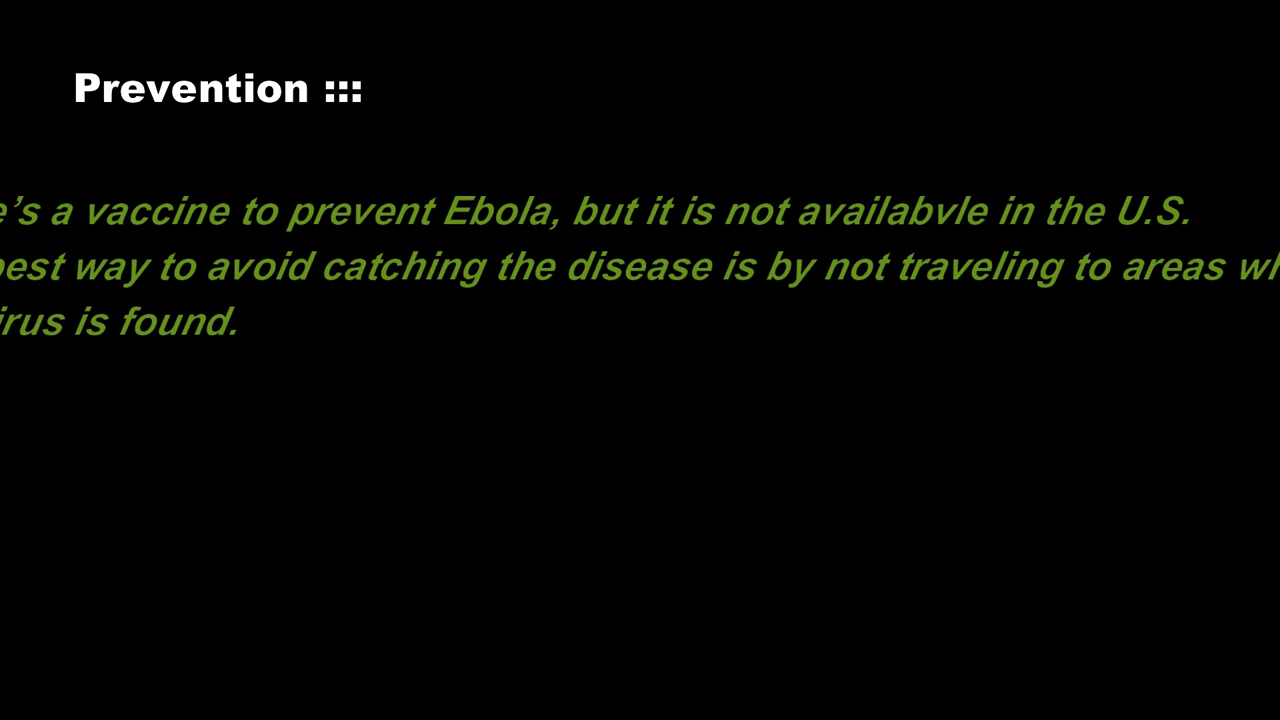 Prevention :::
e’s a vaccine to prevent Ebola, but it is not availabvle in the U.S.
best way to avoid catching the disease is by not traveling to areas wh
irus is found.